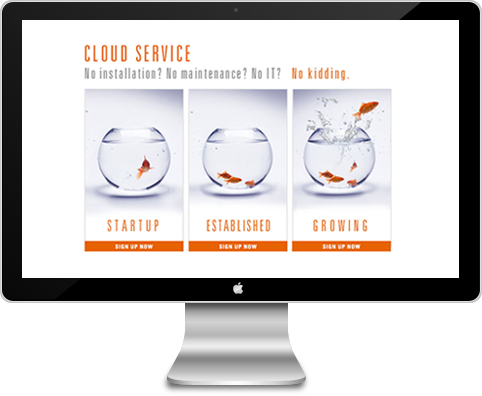 CLOUD SERVICE
No installation? No maintenance? No IT? No kidding.
STARTUP ESTABLISHED GROWING
SIGN UP NOW SIGN UP NOW SIGN UP NOW